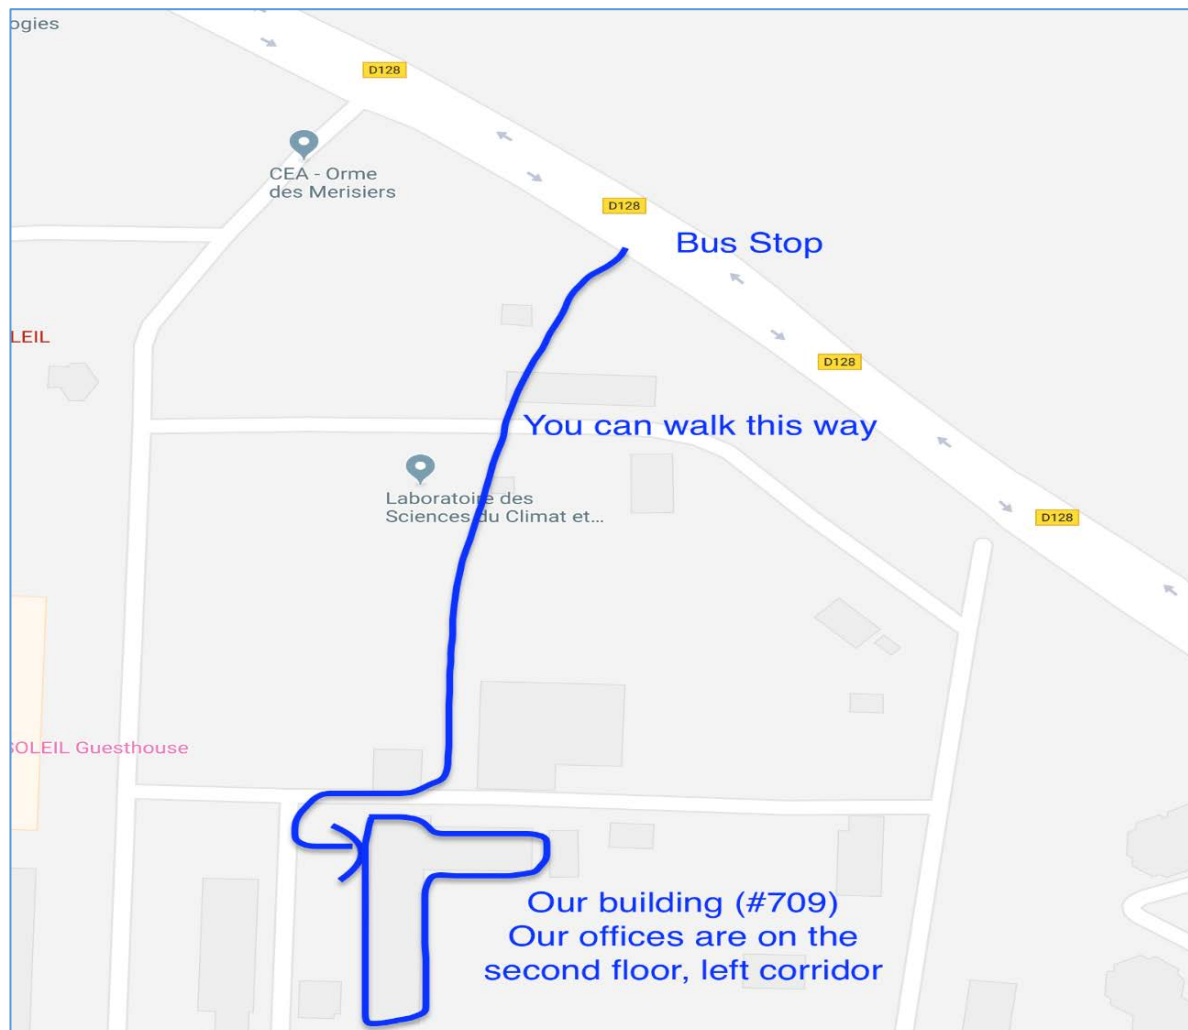 ogies
D128
CEA - Orme
des Merisiers
D128
Bus Stop
LEIL
D128
You can walk this way
Laboratoire des
Sciences du Climat et...
D128
SOLEIL Guesthouse
Our building (#709)
Our offices are on the
second floor, left corridor